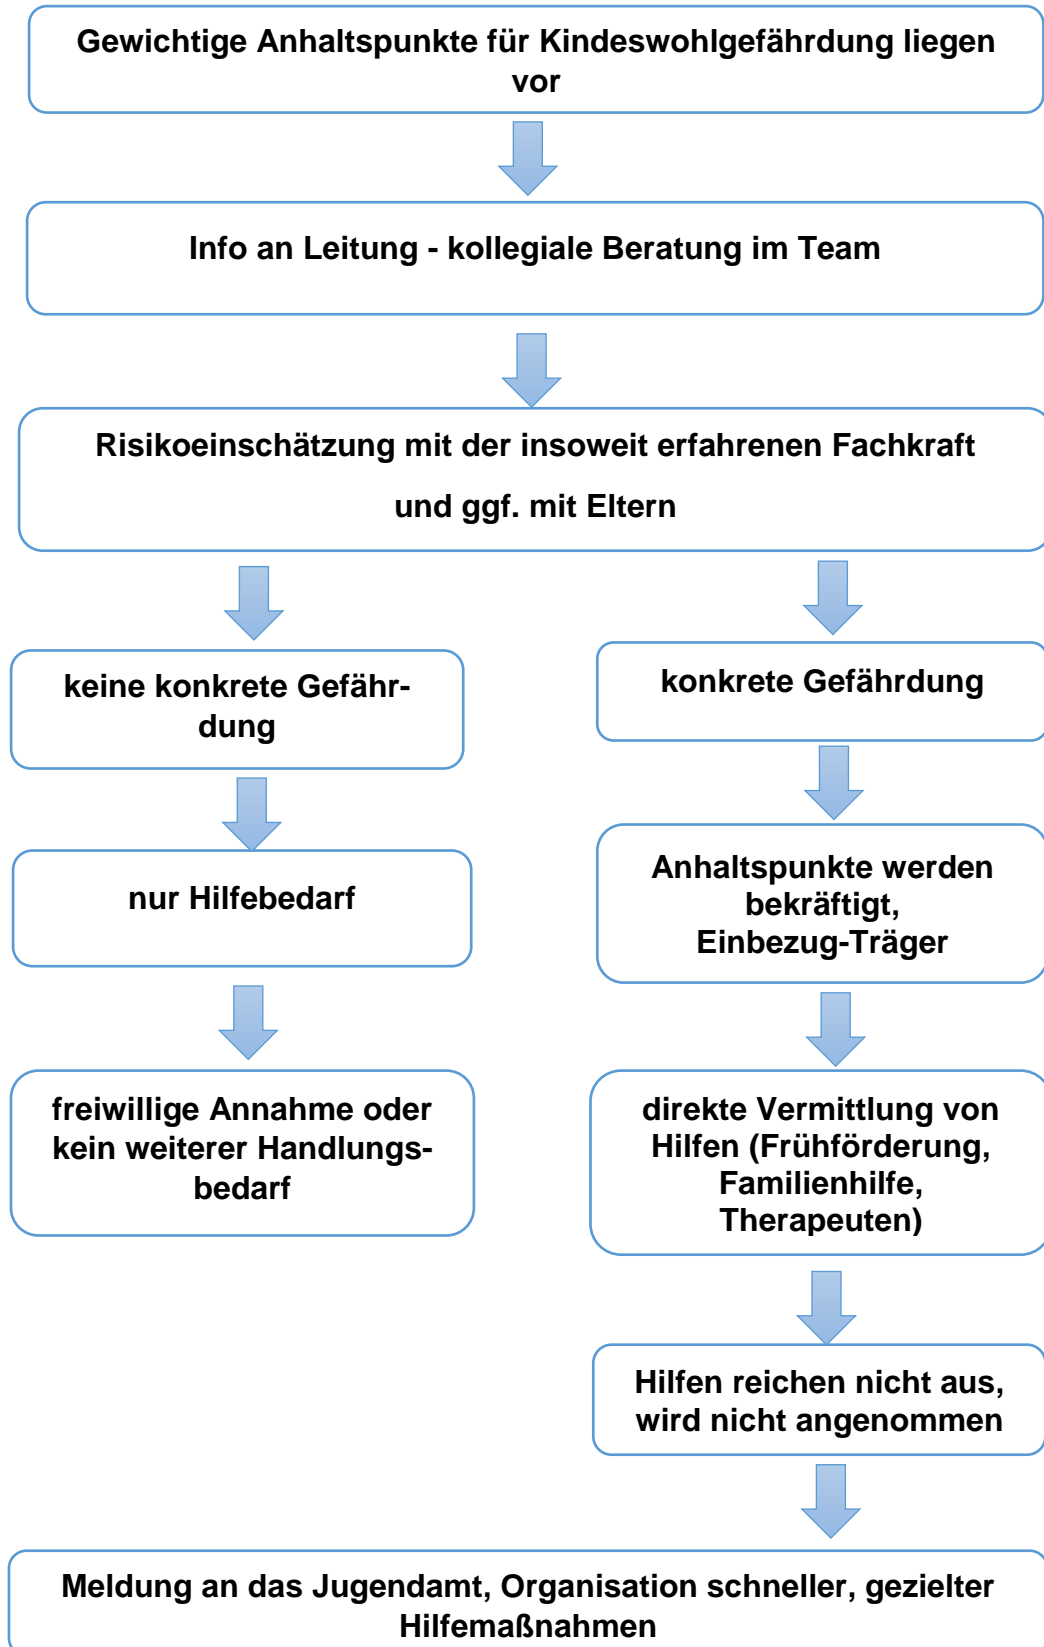 Gewichtige Anhaltspunkte für Kindeswohlgefährdung liegen
vor
Info an Leitung - kollegiale Beratung im Team
Risikoeinschätzung mit der insoweit erfahrenen Fachkraft
und ggf. mit Eltern
keine konkrete Gefähr-
dung
konkrete Gefährdung
nur Hilfebedarf
Anhaltspunkte werden
bekräftigt,
Einbezug-Träger
freiwillige Annahme oder
kein weiterer Handlungs-
bedarf
direkte Vermittlung von
Hilfen (Frühförderung,
Familienhilfe,
Therapeuten)
Hilfen reichen nicht aus,
wird nicht angenommen
Meldung an das Jugendamt, Organisation schneller, gezielter
Hilfemaßnahmen